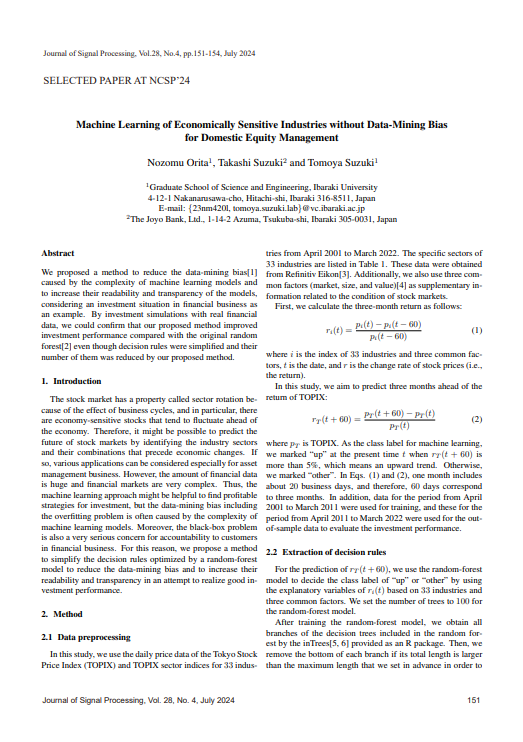 Journal of Signal Processing, Vol.28, No.4, pp.151-154, July 2024
SELECTED PAPER AT NCSP'24
Machine Learning of Economically Sensitive Industries without Data-Mining Bias
for Domestic Equity Management
Nozomu Orita¹, Takashi Suzuki² and Tomoya Suzuki¹
¹Graduate School of Science and Engineering, Ibaraki University
4-12-1 Nakanarusawa-cho, Hitachi-shi, Ibaraki 316-8511, Japan
E-mail: {23nm420l, tomoya.suzuki.lab}@vc.ibaraki.ac.jp
²The Joyo Bank, Ltd., 1-14-2 Azuma, Tsukuba-shi, Ibaraki 305-0031, Japan
Abstract
We proposed a method to reduce the data-mining bias[1]
caused by the complexity of machine learning models and
to increase their readability and transparency of the models,
considering an investment situation in financial business as
an example. By investment simulations with real financial
data, we could confirm that our proposed method improved
investment performance compared with the original random
forest[2] even though decision rules were simplified and their
number of them was reduced by our proposed method.
1. Introduction
The stock market has a property called sector rotation be-
cause of the effect of business cycles, and in particular, there
are economy-sensitive stocks that tend to fluctuate ahead of
the economy. Therefore, it might be possible to predict the
future of stock markets by identifying the industry sectors
and their combinations that precede economic changes. If
so, various applications can be considered especially for asset
management business. However, the amount of financial data
is huge and financial markets are very complex. Thus, the
machine learning approach might be helpful to find profitable
strategies for investment, but the data-mining bias including
the overfitting problem is often caused by the complexity of
machine learning models. Moreover, the black-box problem
is also a very serious concern for accountability to customers
in financial business. For this reason, we propose a method
to simplify the decision rules optimized by a random-forest
model to reduce the data-mining bias and to increase their
readability and transparency in an attempt to realize good in-
vestment performance.
2. Method
2.1 Data preprocessing
In this study, we use the daily price data of the Tokyo Stock
Price Index (TOPIX) and TOPIX sector indices for 33 indus-
tries from April 2001 to March 2022. The specific sectors of
33 industries are listed in Table 1. These data were obtained
from Refinitiv Eikon[3]. Additionally, we also use three com-
mon factors (market, size, and value)[4] as supplementary in-
formation related to the condition of stock markets.
First, we calculate the three-month return as follows:
r_i(t) = (p_i(t) − p_i(t − 60)) / p_i(t − 60) (1)
where i is the index of 33 industries and three common fac-
tors, t is the date, and r is the change rate of stock prices (i.e.,
the return).
In this study, we aim to predict three months ahead of the
return of TOPIX:
r_T(t + 60) = (p_T(t + 60) − p_T(t)) / p_T(t) (2)
where p_T is TOPIX. As the class label for machine learning,
we marked "up" at the present time t when r_T(t + 60) is
more than 5%, which means an upward trend. Otherwise,
we marked "other". In Eqs. (1) and (2), one month includes
about 20 business days, and therefore, 60 days correspond
to three months. In addition, data for the period from April
2001 to March 2011 were used for training, and these for the
period from April 2011 to March 2022 were used for the out-
of-sample data to evaluate the investment performance.
2.2 Extraction of decision rules
For the prediction of r_T(t + 60), we use the random-forest
model to decide the class label of "up" or "other" by using
the explanatory variables of r_i(t) based on 33 industries and
three common factors. We set the number of trees to 100 for
the random-forest model.
After training the random-forest model, we obtain all
branches of the decision trees included in the random for-
est by the inTrees[5, 6] provided as an R package. Then, we
remove the bottom of each branch if its total length is larger
than the maximum length that we set in advance in order to
Journal of Signal Processing, Vol. 28, No. 4, July 2024
151